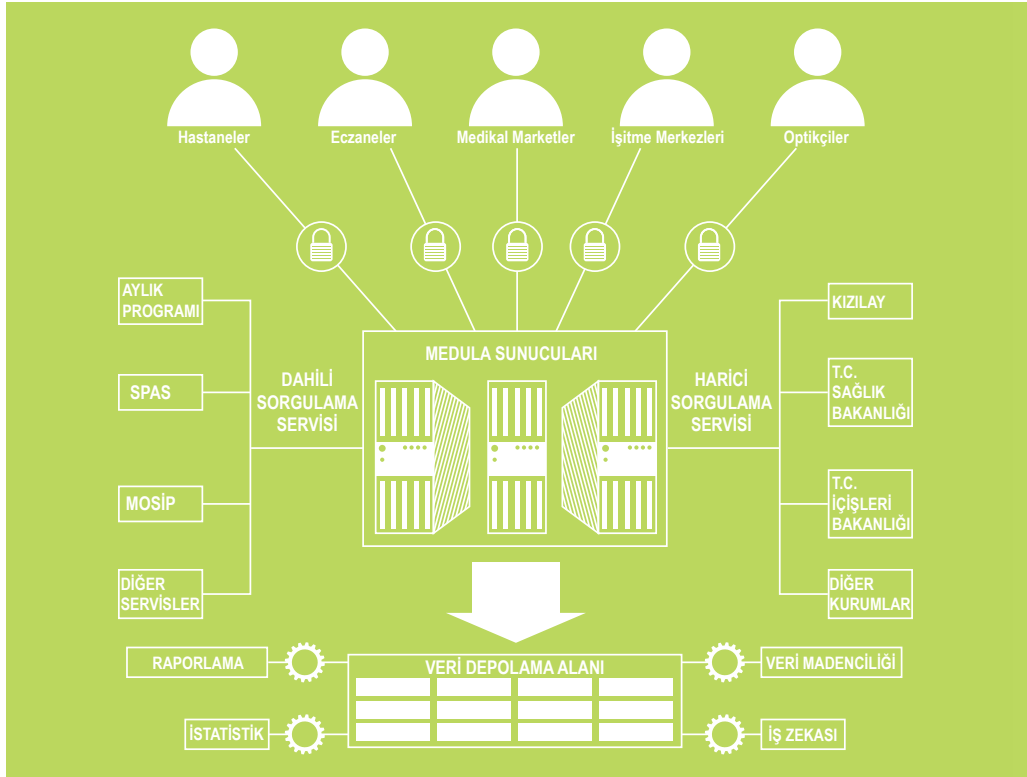 Hastaneler
Eczaneler
Medikal Marketler
İşitme Merkezleri
Optikçiler
AYLIK
PROGRAMI
SPAS
MOSİP
DİĞER
SERVİSLER
DAHİLİ
SORGULAMA
SERVİSİ
MEDULA SUNUCULARI
HARİCİ
SORGULAMA
SERVİSİ
KIZILAY
T.C.
SAĞLIK
BAKANLIĞI
T.C.
İÇİŞLERİ
BAKANLIĞI
DİĞER
KURUMLAR
RAPORLAMA
İSTATİSTİK
VERİ DEPOLAMA ALANI
VERİ MADENCİLİĞİ
İŞ ZEKASI